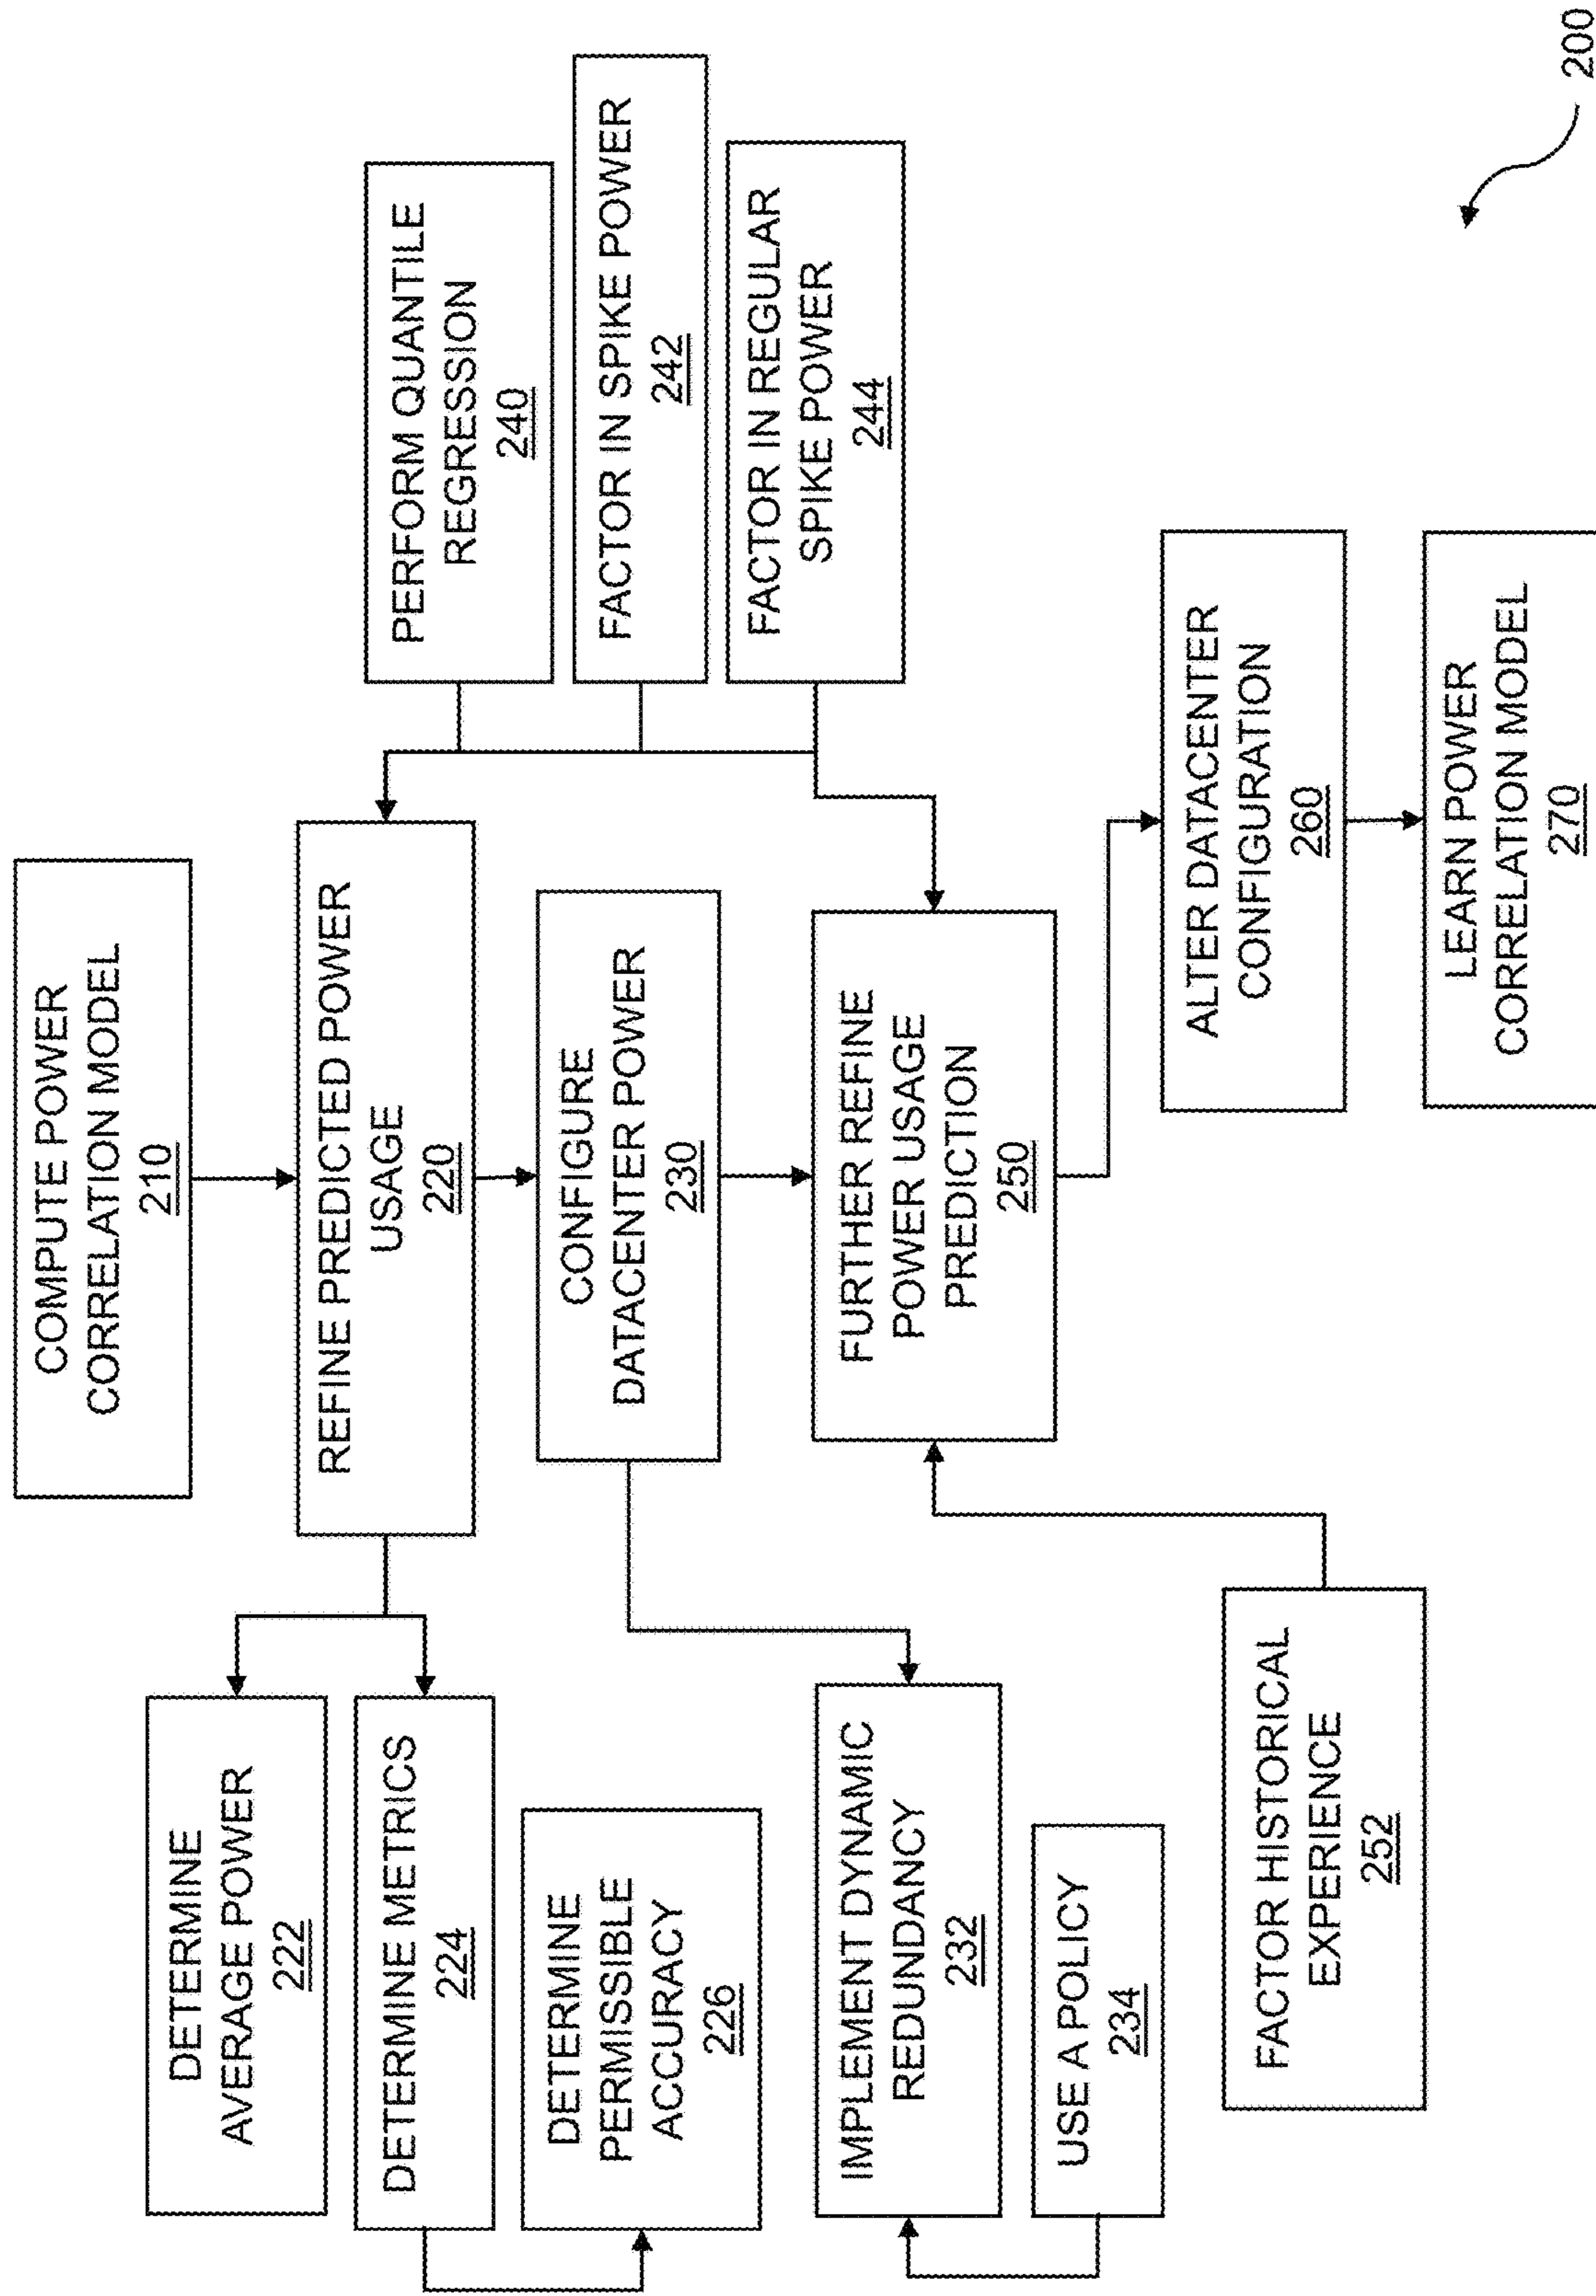 COMPUTE POWER
CORRELATION MODEL
210
REFINE PREDICTED POWER
USAGE
220
DETERMINE
AVERAGE POWER
222
DETERMINE METRICS
224
DETERMINE
PERMISSIBLE
ACCURACY
226
CONFIGURE
DATACENTER POWER
230
IMPLEMENT DYNAMIC
REDUNDANCY
232
USE A POLICY
234
PERFORM QUANTILE
REGRESSION
240
FACTOR IN SPIKE POWER
242
FACTOR IN REGULAR
SPIKE POWER
244
FURTHER REFINE
POWER USAGE
PREDICTION
250
FACTOR HISTORICAL
EXPERIENCE
252
ALTER DATACENTER
CONFIGURATION
260
LEARN POWER
CORRELATION MODEL
270
200